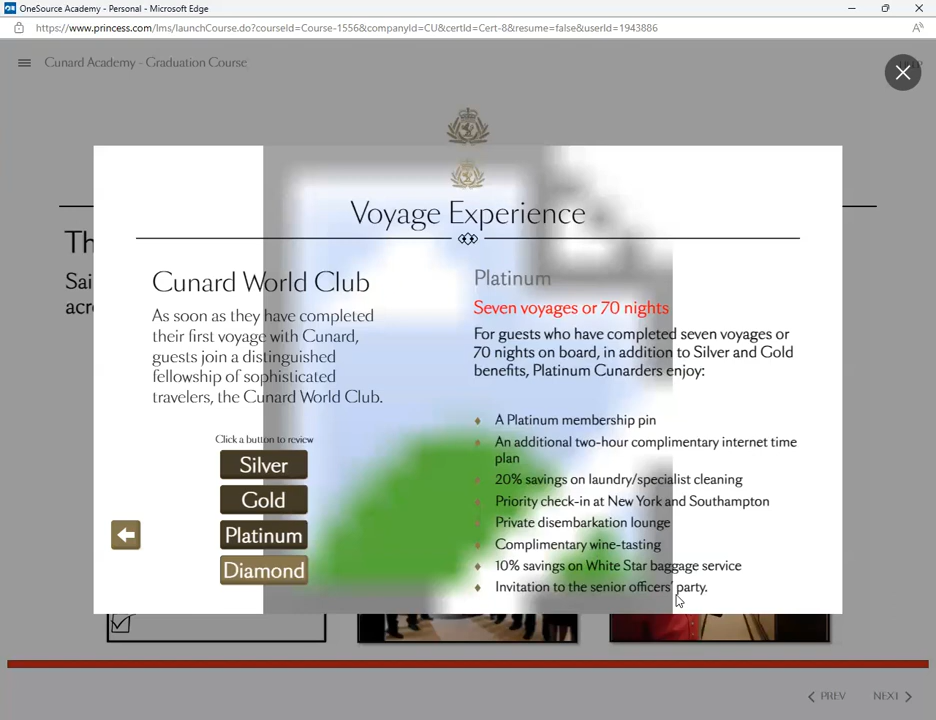 OneSource Academy - Personal - Microsoft Edge
https://www.princess.com/lms/launchCourse.do?courseId=Course-1556&companyId=CU&certId=Cert-8&resume=false&userId=1943886
Cunard Academy - Graduation Course
Th
Sai
acro
Voyage Experience
Cunard World Club
As soon as they have completed
their first voyage with Cunard,
guests join a distinguished
fellowship of sophisticated
travelers, the Cunard World Club.
Click a button to review
Silver
Gold
Platinum
Diamond
Platinum
Seven voyages or 70 nights
For guests who have completed seven voyages or
70 nights on board, in addition to Silver and Gold
benefits, Platinum Cunarders enjoy:
A Platinum membership pin
An additional two-hour complimentary internet time
plan
20% savings on laundry/specialist cleaning
Priority check-in at New York and Southampton
Private disembarkation lounge
Complimentary wine-tasting
10% savings on White Star baggage service
Invitation to the senior officers' party.
PREV
NEXT